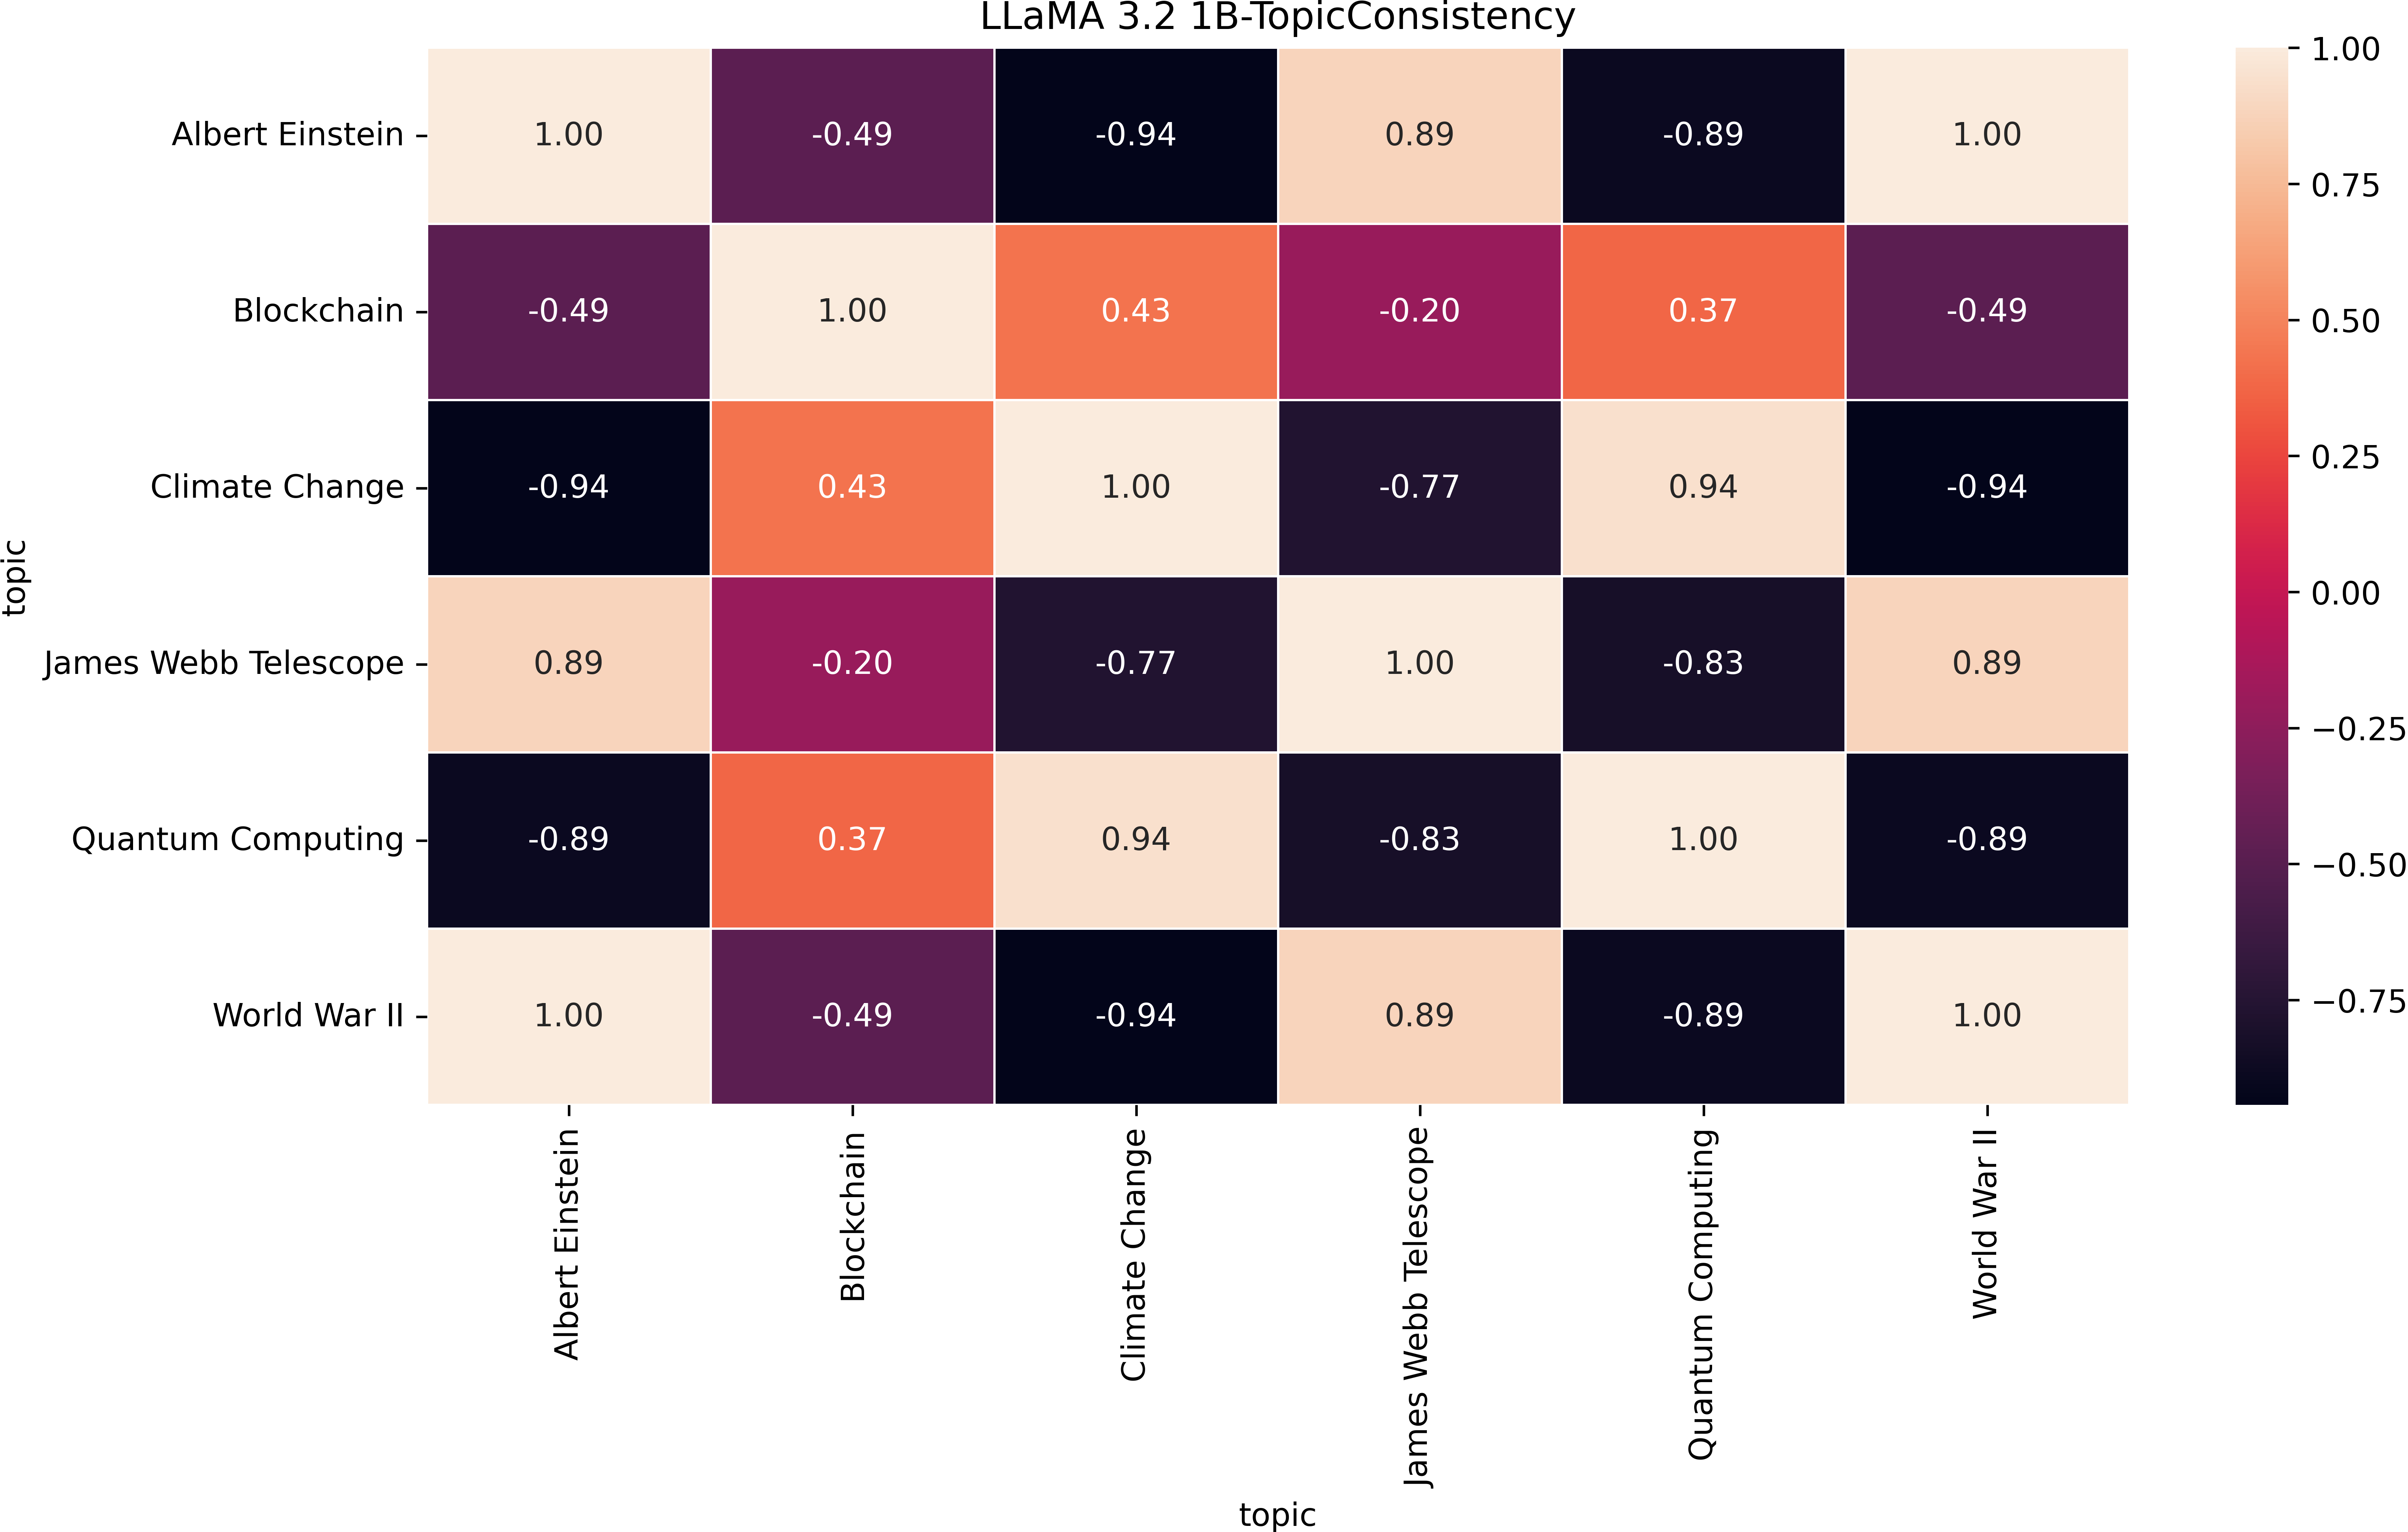 LLaMA 3.2 1B-TopicConsistency
Albert Einstein 1.00 -0.49 -0.94 0.89 -0.89 1.00
Blockchain -0.49 1.00 0.43 -0.20 0.37 -0.49
Climate Change -0.94 0.43 1.00 -0.77 0.94 -0.94
James Webb Telescope 0.89 -0.20 -0.77 1.00 -0.83 0.89
Quantum Computing -0.89 0.37 0.94 -0.83 1.00 -0.89
World War II 1.00 -0.49 -0.94 0.89 -0.89 1.00
topic
Albert Einstein
Blockchain
Climate Change
James Webb Telescope
Quantum Computing
World War II
topic
1.00
0.75
0.50
0.25
0.00
−0.25
−0.50
−0.75